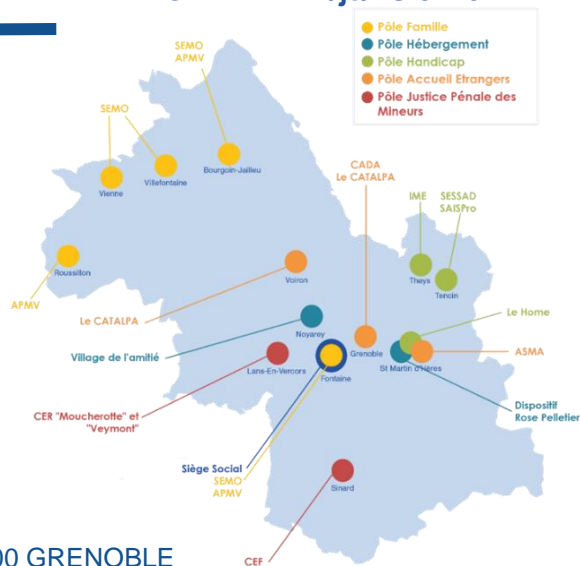 Pôle Famille
Pôle Hébergement
Pôle Handicap
Pôle Accueil Etrangers
Pôle Justice Pénale des
Mineurs
SEMO
APMV
SEMO
Bourgoin-Jailleu
Villefontaine
Vienne
CADA
Le CATALPA
IME
SESSAD
SAISPro
Roussillon
APMV
Voiron
Theys
Tencin
Le CATALPA
Noyarey
Le Home
Village de l'amitié
Grenoble
ASMA
Lans-En-Vercors
Fontaine
St Martin d'Hères
CER "Moucherotte" et
"Veymont"
Dispositif
Rose Pelletier
Siège Social
SEMO
APMV
Sinard
CEF
00 GRENOBLE